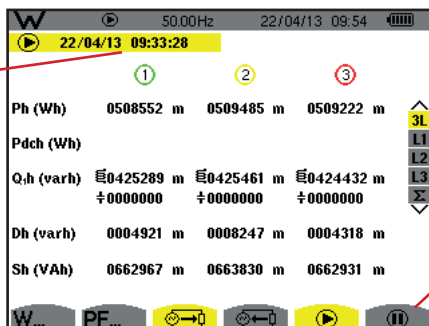 W 50.00Hz 22/04/13 09:54
22/04/13 09:33:28
1 2 3
Ph (Wh) 0508552 m 0509485 m 0509222 m
3L
Pdch (Wh)
L1
L2
Q₁h (varh) 0425289 m 0425461 m 0424432 m
L3
÷0000000 ÷0000000 ÷0000000
Σ
Dh (varh) 0004921 m 0008247 m 0004318 m
Sh (VAh) 0662967 m 0663830 m 0662931 m
W... PF...